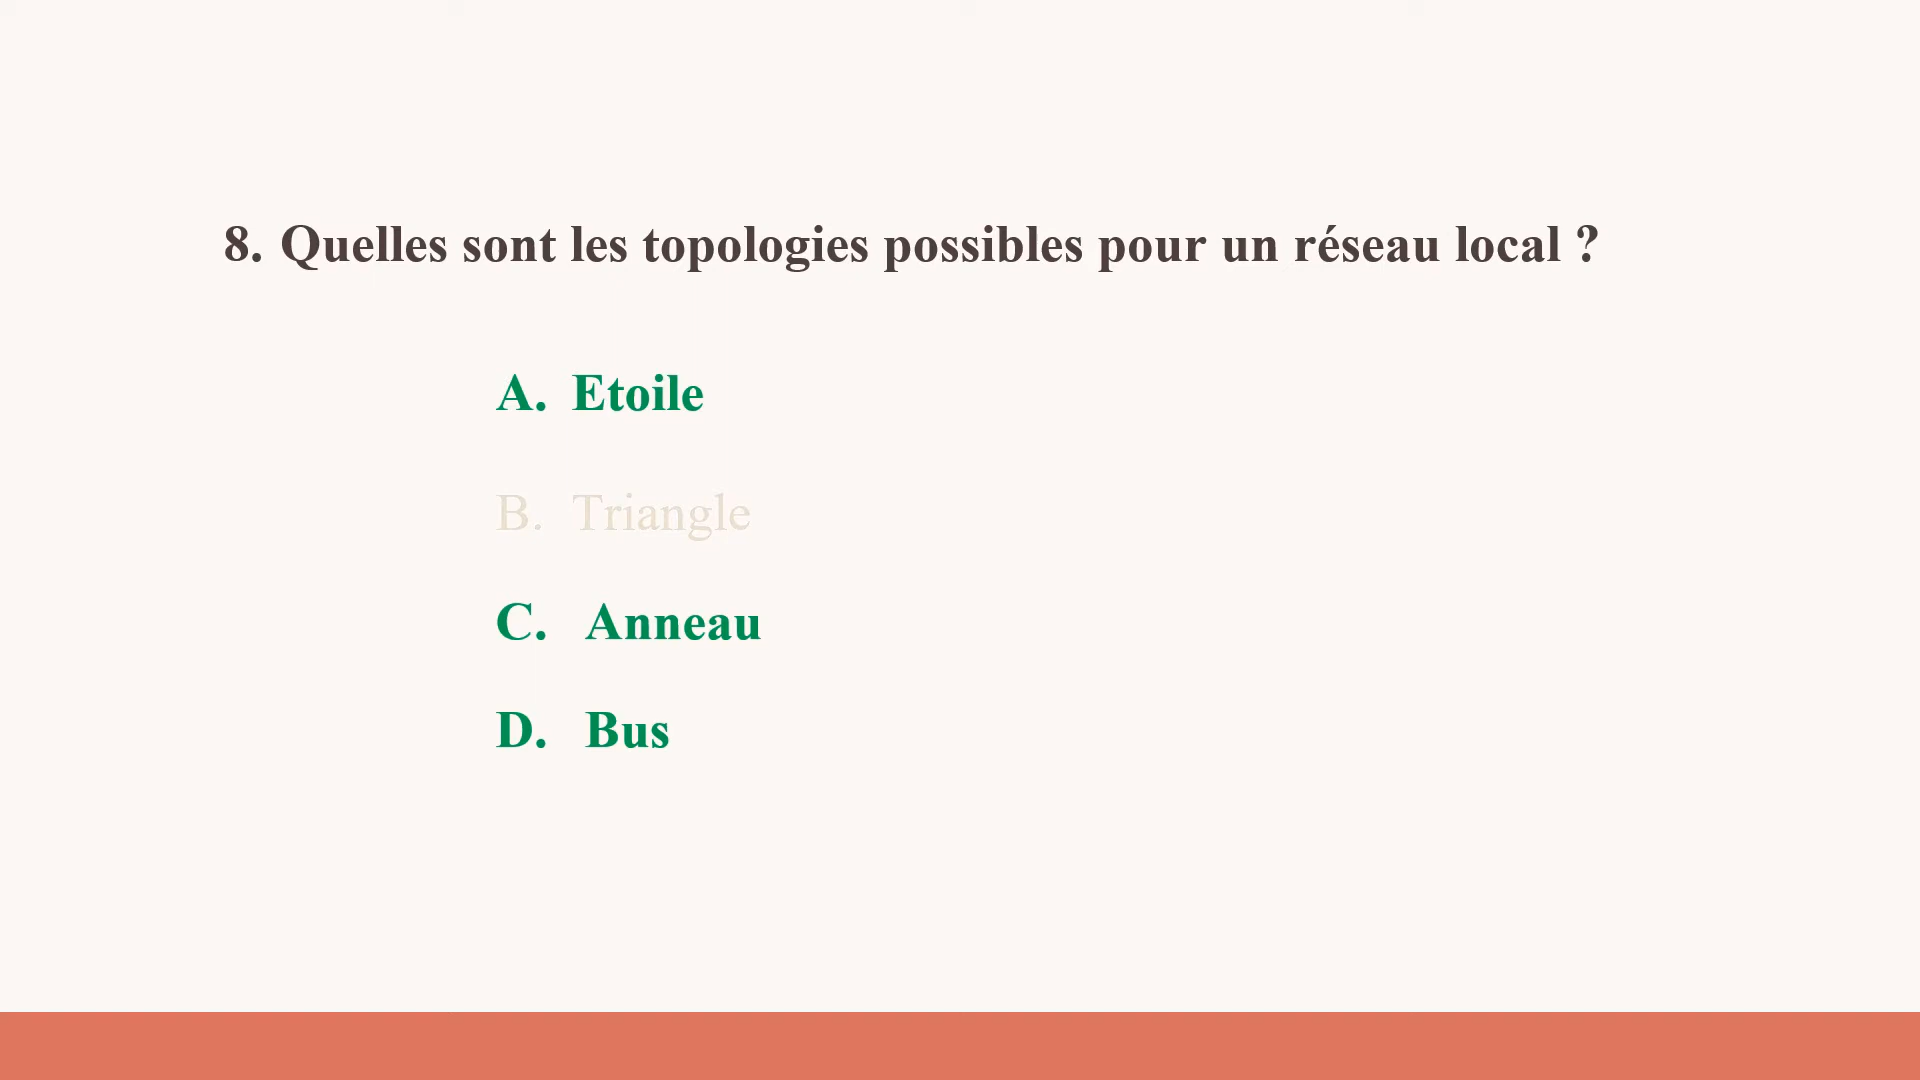 8. Quelles sont les topologies possibles pour un réseau local ?
A. Etoile
B. Triangle
C. Anneau
D. Bus